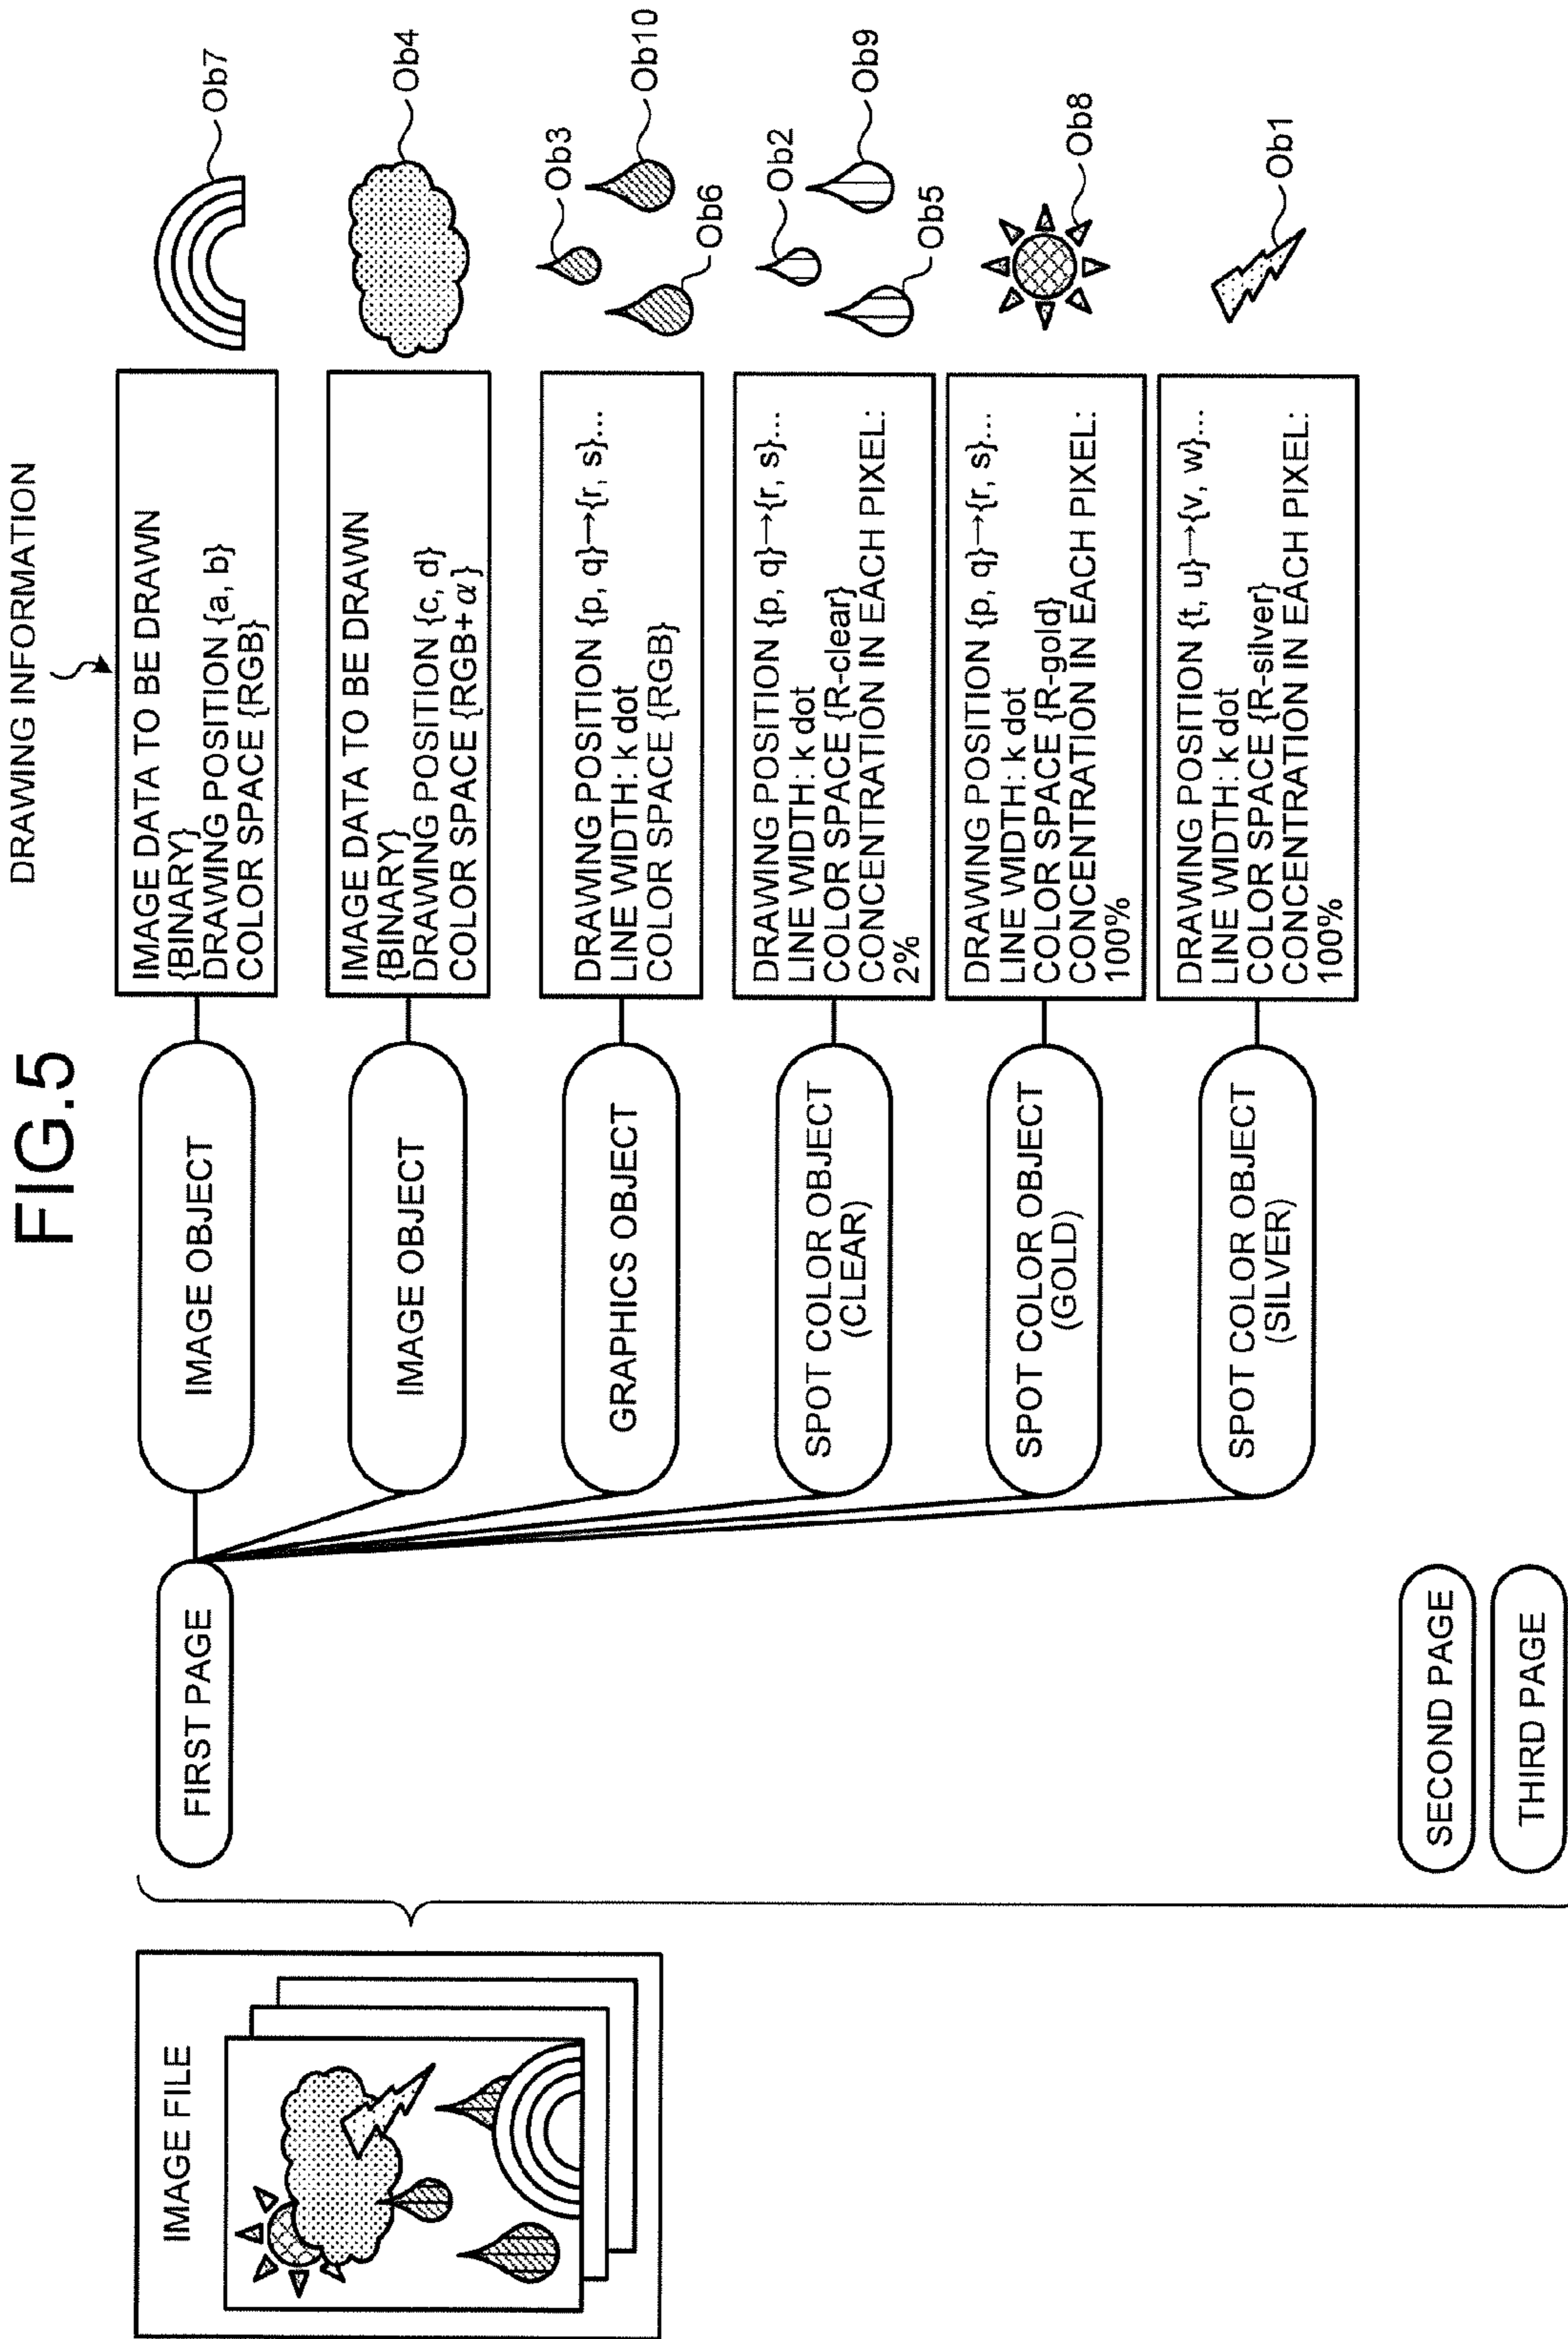 FIG.5
DRAWING INFORMATION
IMAGE FILE
FIRST PAGE
IMAGE OBJECT
IMAGE DATA TO BE DRAWN
{BINARY}
DRAWING POSITION {a, b}
COLOR SPACE {RGB}
Ob7
IMAGE OBJECT
IMAGE DATA TO BE DRAWN
{BINARY}
DRAWING POSITION {c, d}
COLOR SPACE {RGB+α}
Ob4
GRAPHICS OBJECT
DRAWING POSITION {p, q}→{r, s}...
LINE WIDTH: k dot
COLOR SPACE {RGB}
Ob3
Ob10
Ob6
SPOT COLOR OBJECT
(CLEAR)
DRAWING POSITION {p, q}→{r, s}...
LINE WIDTH: k dot
COLOR SPACE {R-clear}
CONCENTRATION IN EACH PIXEL:
2%
Ob2
Ob9
Ob5
SPOT COLOR OBJECT
(GOLD)
DRAWING POSITION {p, q}→{r, s}...
LINE WIDTH: k dot
COLOR SPACE {R-gold}
CONCENTRATION IN EACH PIXEL:
100%
Ob8
SPOT COLOR OBJECT
(SILVER)
DRAWING POSITION {t, u}→{v, w}...
LINE WIDTH: k dot
COLOR SPACE {R-silver}
CONCENTRATION IN EACH PIXEL:
100%
Ob1
SECOND PAGE
THIRD PAGE